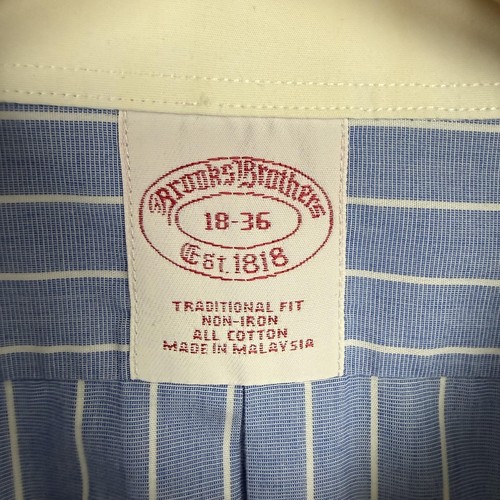 Brooks Brothers
18-36
Est. 1818
TRADITIONAL FIT
NON-IRON
ALL COTTON
MADE IN MALAYSIA